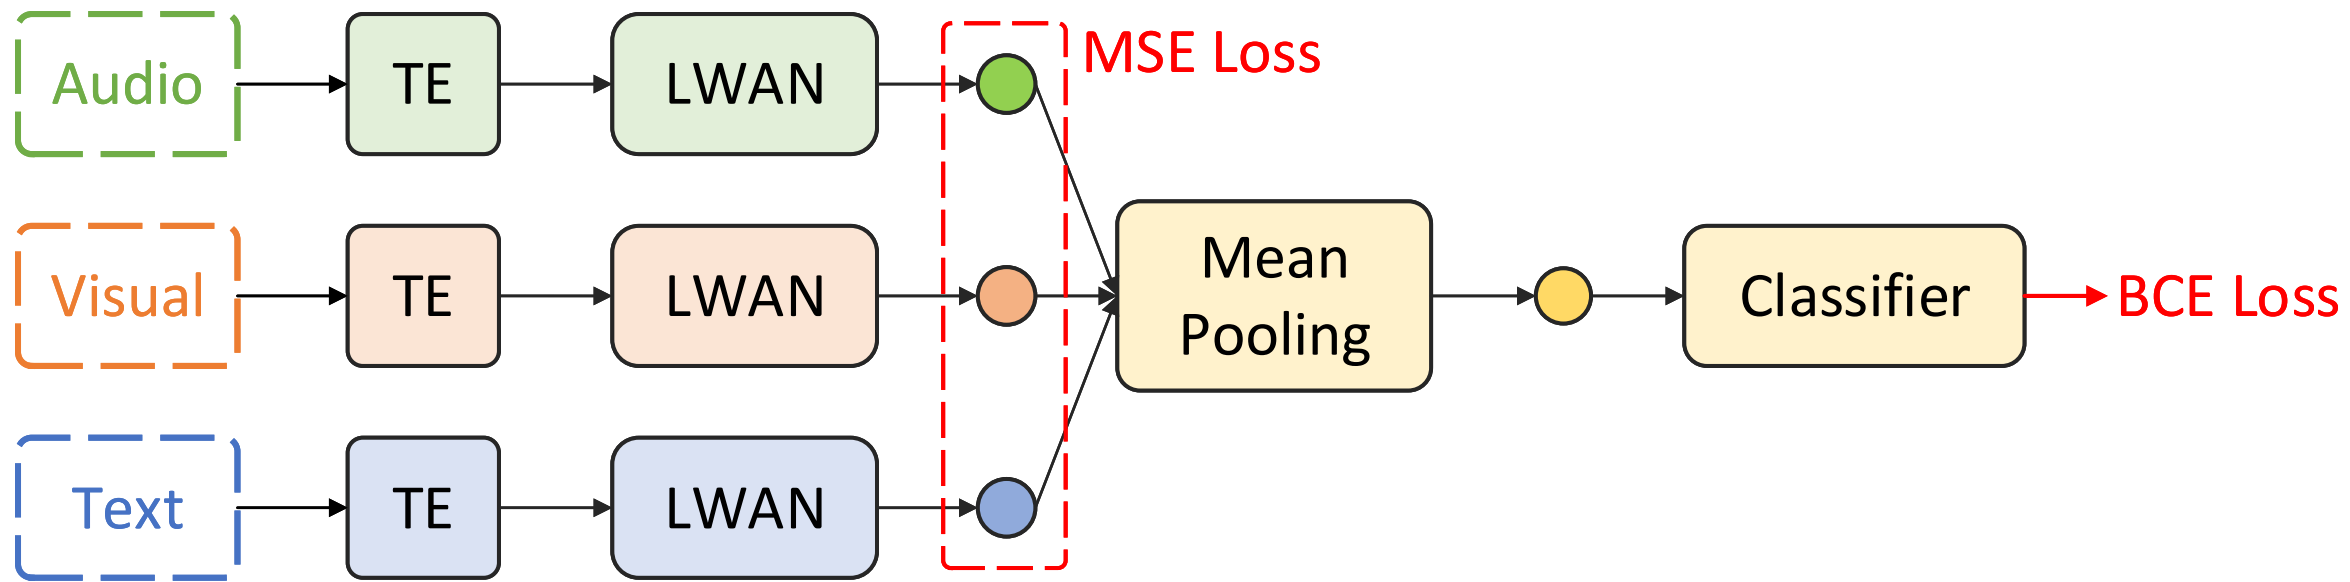 Audio
TE
LWAN
MSE Loss
Visual
TE
LWAN
Mean
Pooling
Classifier
BCE Loss
Text
TE
LWAN